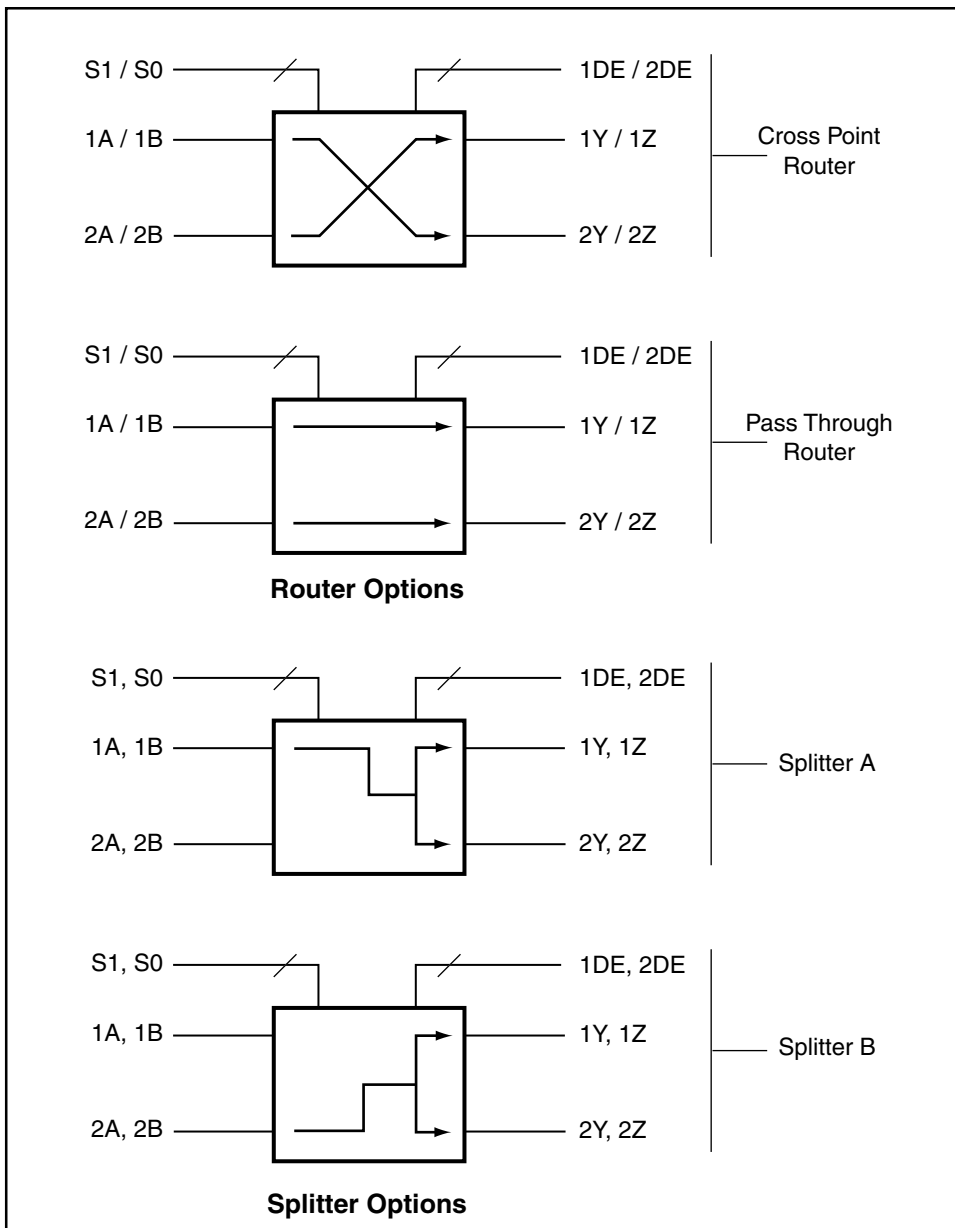 S1 / S0
1DE / 2DE
1A / 1B
1Y / 1Z
Cross Point
Router
2A / 2B
2Y / 2Z
S1 / S0
1DE / 2DE
1A / 1B
1Y / 1Z
Pass Through
Router
2A / 2B
2Y / 2Z
Router Options
S1, S0
1DE, 2DE
1A, 1B
1Y, 1Z
Splitter A
2A, 2B
2Y, 2Z
S1, S0
1DE, 2DE
1A, 1B
1Y, 1Z
Splitter B
2A, 2B
2Y, 2Z
Splitter Options